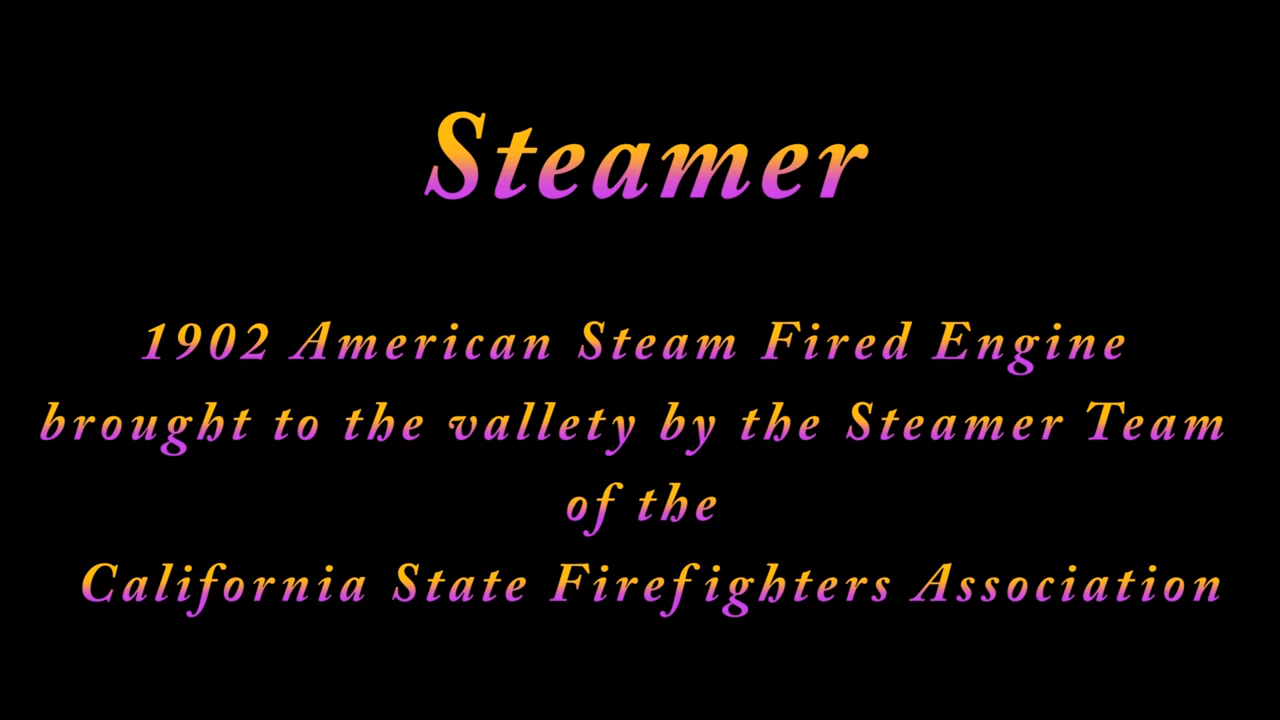 Steamer
1902 American Steam Fired Engine
brought to the vallety by the Steamer Team
of the
California State Firefighters Association